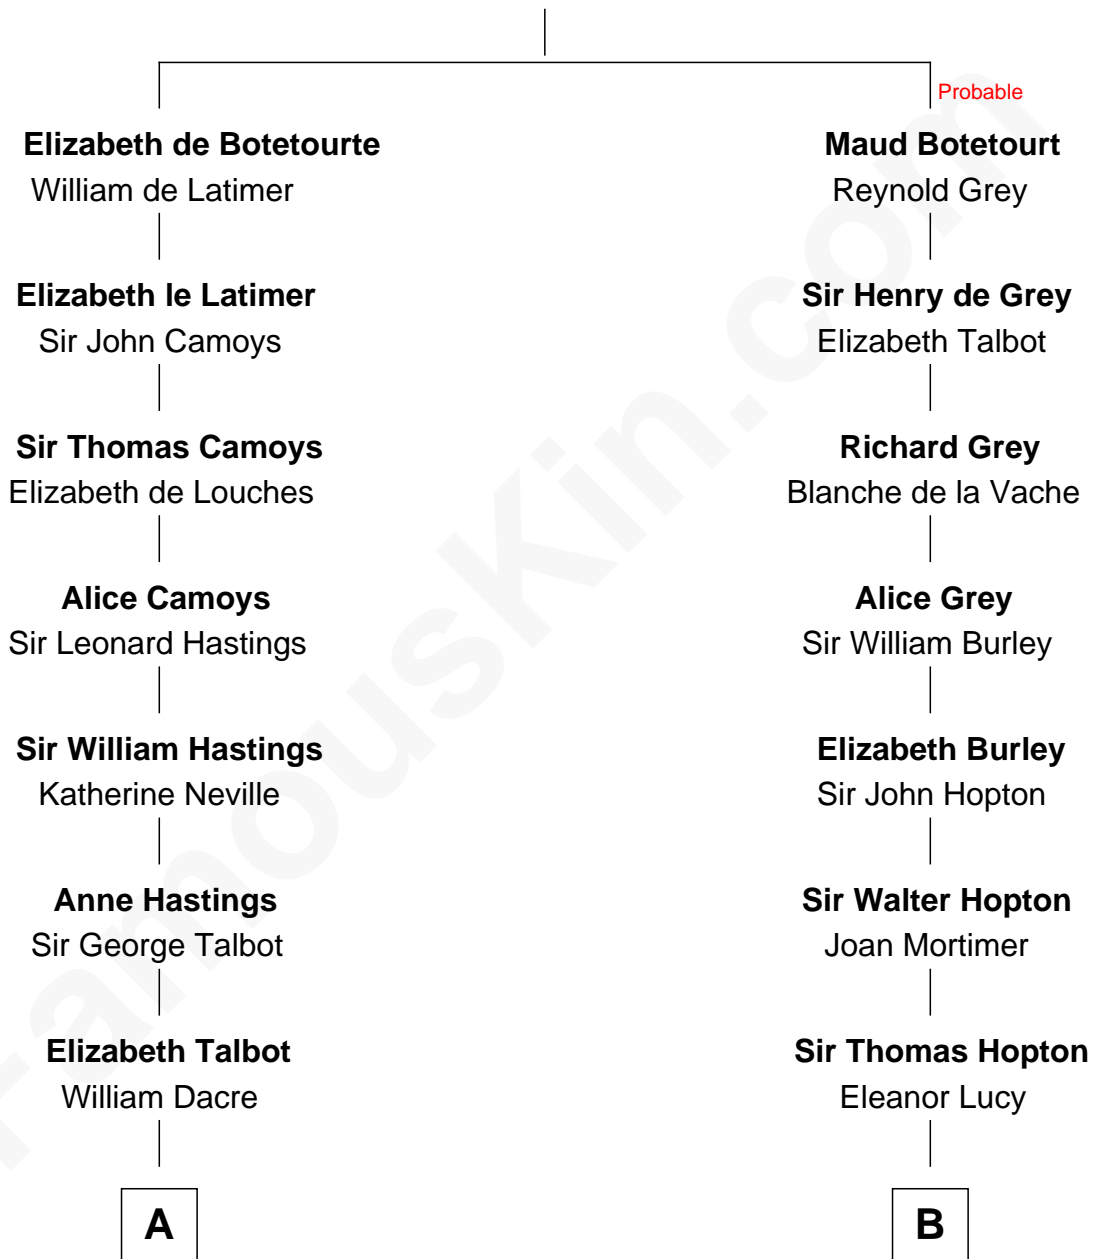 Probable
Elizabeth de Botetourte
William de Latimer
Maud Botetourt
Reynold Grey
Elizabeth le Latimer
Sir John Camoys
Sir Henry de Grey
Elizabeth Talbot
Sir Thomas Camoys
Elizabeth de Louches
Richard Grey
Blanche de la Vache
Alice Camoys
Sir Leonard Hastings
Alice Grey
Sir William Burley
Sir William Hastings
Katherine Neville
Elizabeth Burley
Sir John Hopton
Anne Hastings
Sir George Talbot
Sir Walter Hopton
Joan Mortimer
Elizabeth Talbot
William Dacre
Sir Thomas Hopton
Eleanor Lucy
A
B
FamousKin.com